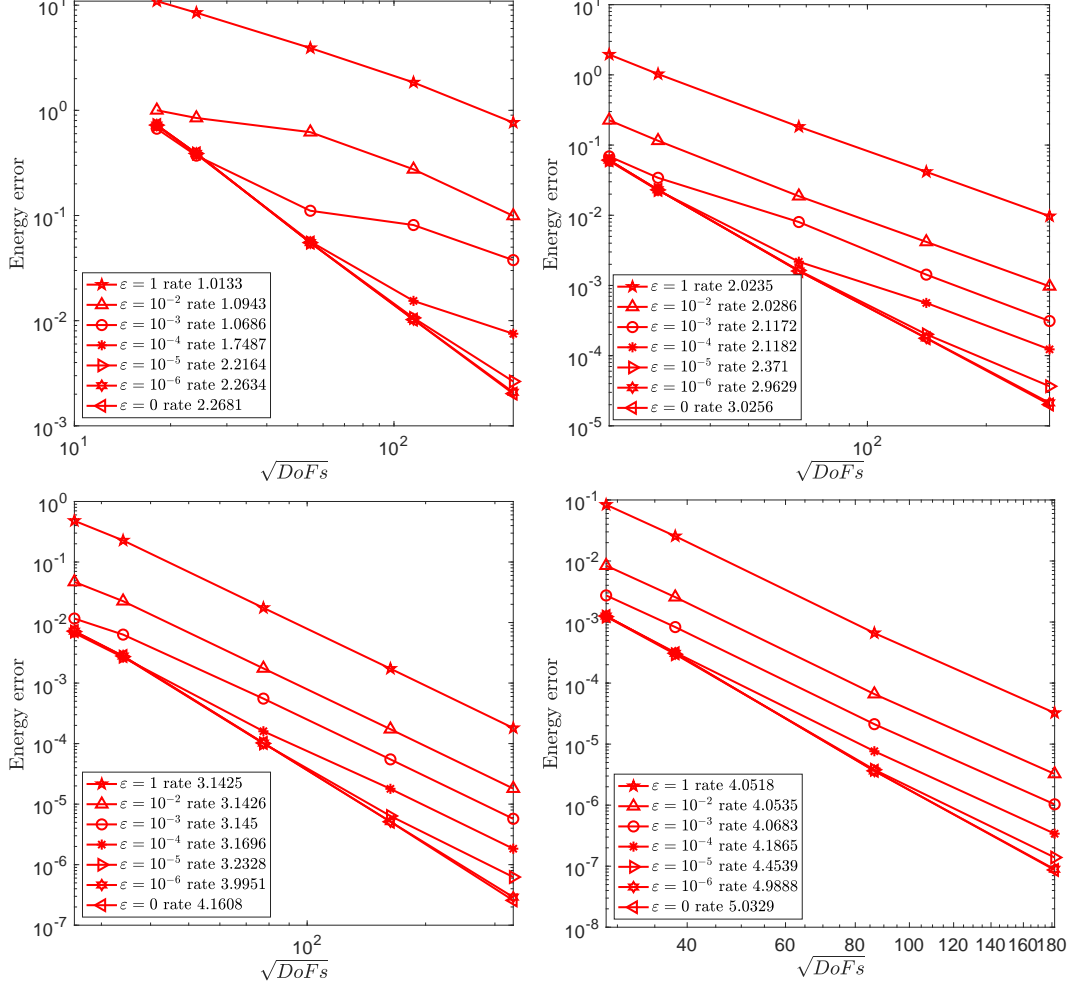 10^1
10^0
10^-1
10^-2
10^-3
Energy error
ε = 1 rate 1.0133
ε = 10^-2 rate 1.0943
ε = 10^-3 rate 1.0686
ε = 10^-4 rate 1.7487
ε = 10^-5 rate 2.2164
ε = 10^-6 rate 2.2634
ε = 0 rate 2.2681
10^1 10^2
√DoFs
10^1
10^0
10^-1
10^-2
10^-3
10^-4
10^-5
Energy error
ε = 1 rate 2.0235
ε = 10^-2 rate 2.0286
ε = 10^-3 rate 2.1172
ε = 10^-4 rate 2.1182
ε = 10^-5 rate 2.371
ε = 10^-6 rate 2.9629
ε = 0 rate 3.0256
10^2
√DoFs
10^0
10^-1
10^-2
10^-3
10^-4
10^-5
10^-6
10^-7
Energy error
ε = 1 rate 3.1425
ε = 10^-2 rate 3.1426
ε = 10^-3 rate 3.145
ε = 10^-4 rate 3.1696
ε = 10^-5 rate 3.2328
ε = 10^-6 rate 3.9951
ε = 0 rate 4.1608
10^2
√DoFs
10^-1
10^-2
10^-3
10^-4
10^-5
10^-6
10^-7
10^-8
Energy error
ε = 1 rate 4.0518
ε = 10^-2 rate 4.0535
ε = 10^-3 rate 4.0683
ε = 10^-4 rate 4.1865
ε = 10^-5 rate 4.4539
ε = 10^-6 rate 4.9888
ε = 0 rate 5.0329
40 60 80 100 120 140 160 180
√DoFs